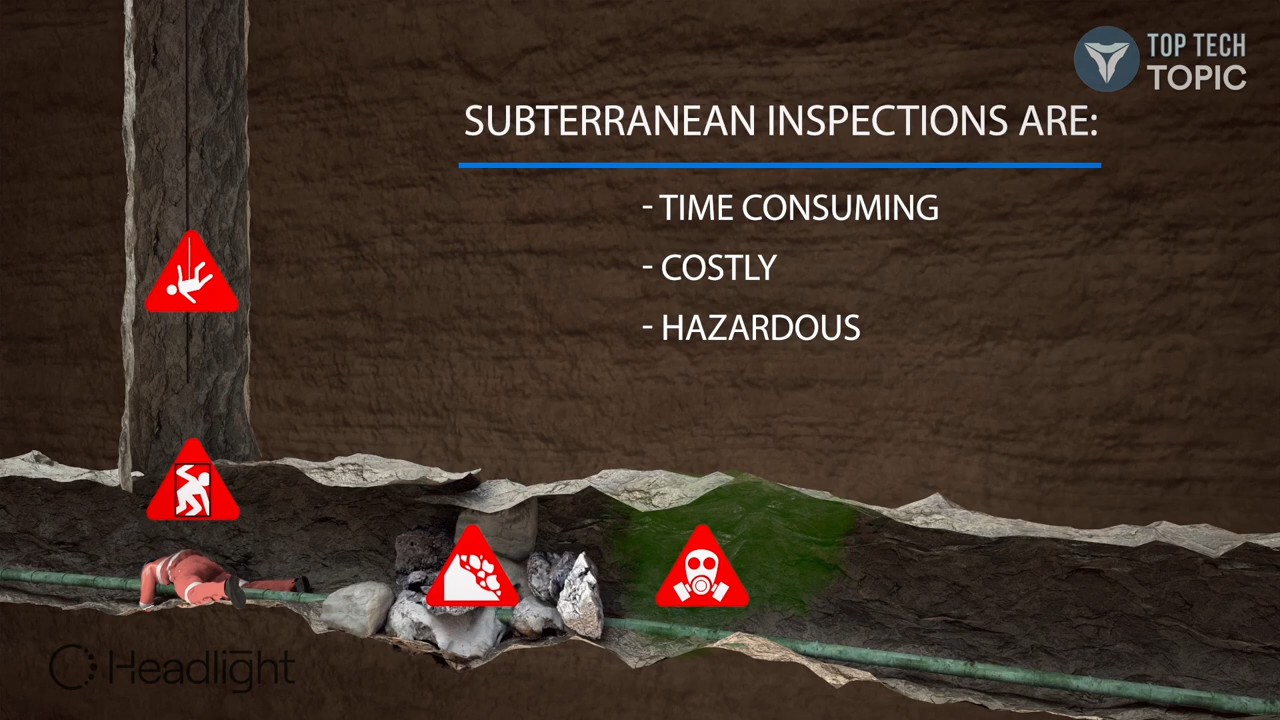 TOP TECH
TOPIC
SUBTERRANEAN INSPECTIONS ARE:
- TIME CONSUMING
- COSTLY
- HAZARDOUS
Headlight